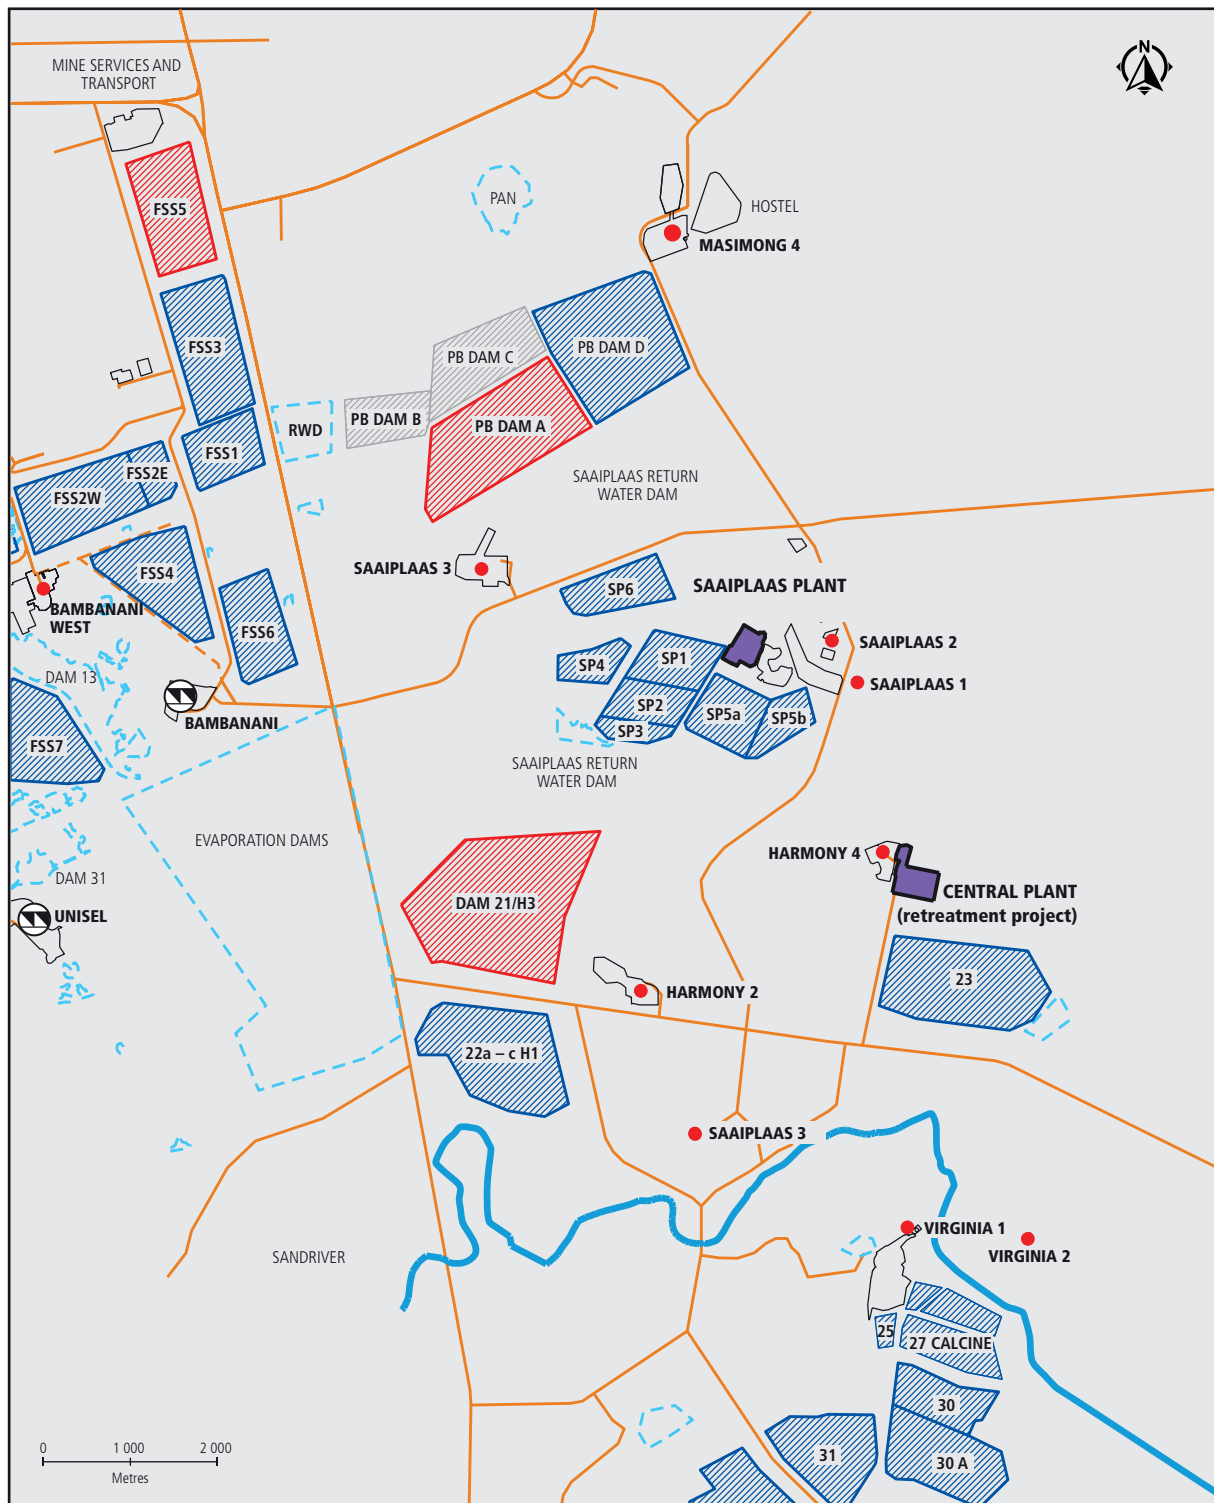 N
MINE SERVICES AND
TRANSPORT
FSS5
PAN
HOSTEL
MASIMONG 4
FSS3
PB DAM D
PB DAM C
PB DAM B
PB DAM A
RWD
FSS1
FSS2E
FSS2W
SAAIPLAAS RETURN
WATER DAM
FSS4
SAAIPLAAS 3
SP6
SAAIPLAAS PLANT
BAMBANANI
WEST
FSS6
SAAIPLAAS 2
SP1
SP4
DAM 13
SAAIPLAAS 1
SP2
SP5a
SP5b
BAMBANANI
SP3
FSS7
SAAIPLAAS RETURN
WATER DAM
EVAPORATION DAMS
HARMONY 4
DAM 31
CENTRAL PLANT
(retreatment project)
DAM 21/H3
UNISEL
23
HARMONY 2
22a – c H1
SAAIPLAAS 3
VIRGINIA 1
SANDRIVER
VIRGINIA 2
25
27 CALCINE
30
31
30 A
0 1 000 2 000
Metres